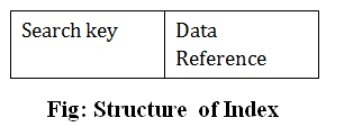 Search key
Data
Reference
Fig: Structure of Index